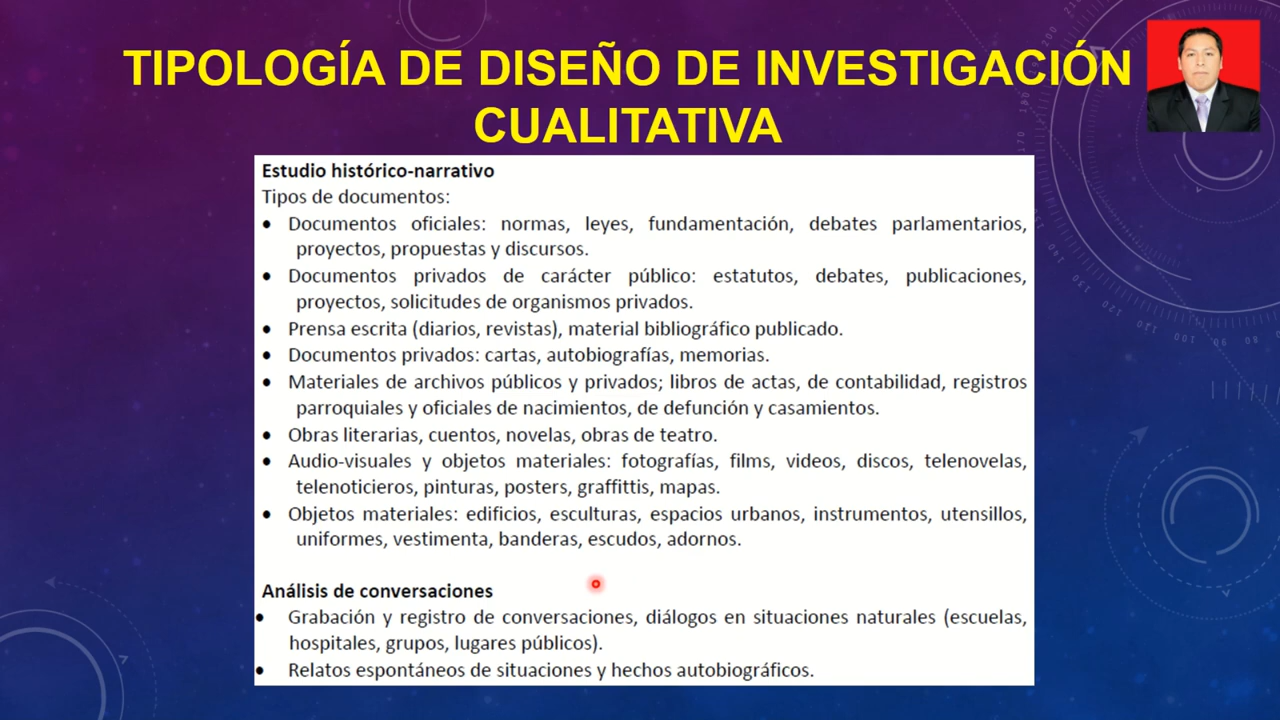 TIPOLOGÍA DE DISEÑO DE INVESTIGACIÓN
CUALITATIVA
Estudio histórico-narrativo
Tipos de documentos:
• Documentos oficiales: normas, leyes, fundamentación, debates parlamentarios,
proyectos, propuestas y discursos.
• Documentos privados de carácter público: estatutos, debates, publicaciones,
proyectos, solicitudes de organismos privados.
• Prensa escrita (diarios, revistas), material bibliográfico publicado.
• Documentos privados: cartas, autobiografías, memorias.
• Materiales de archivos públicos y privados; libros de actas, de contabilidad, registros
parroquiales y oficiales de nacimientos, de defunción y casamientos.
• Obras literarias, cuentos, novelas, obras de teatro.
• Audio-visuales y objetos materiales: fotografías, films, videos, discos, telenovelas,
telenoticieros, pinturas, posters, graffittis, mapas.
• Objetos materiales: edificios, esculturas, espacios urbanos, instrumentos, utensillos,
uniformes, vestimenta, banderas, escudos, adornos.
Análisis de conversaciones
• Grabación y registro de conversaciones, diálogos en situaciones naturales (escuelas,
hospitales, grupos, lugares públicos).
• Relatos espontáneos de situaciones y hechos autobiográficos.